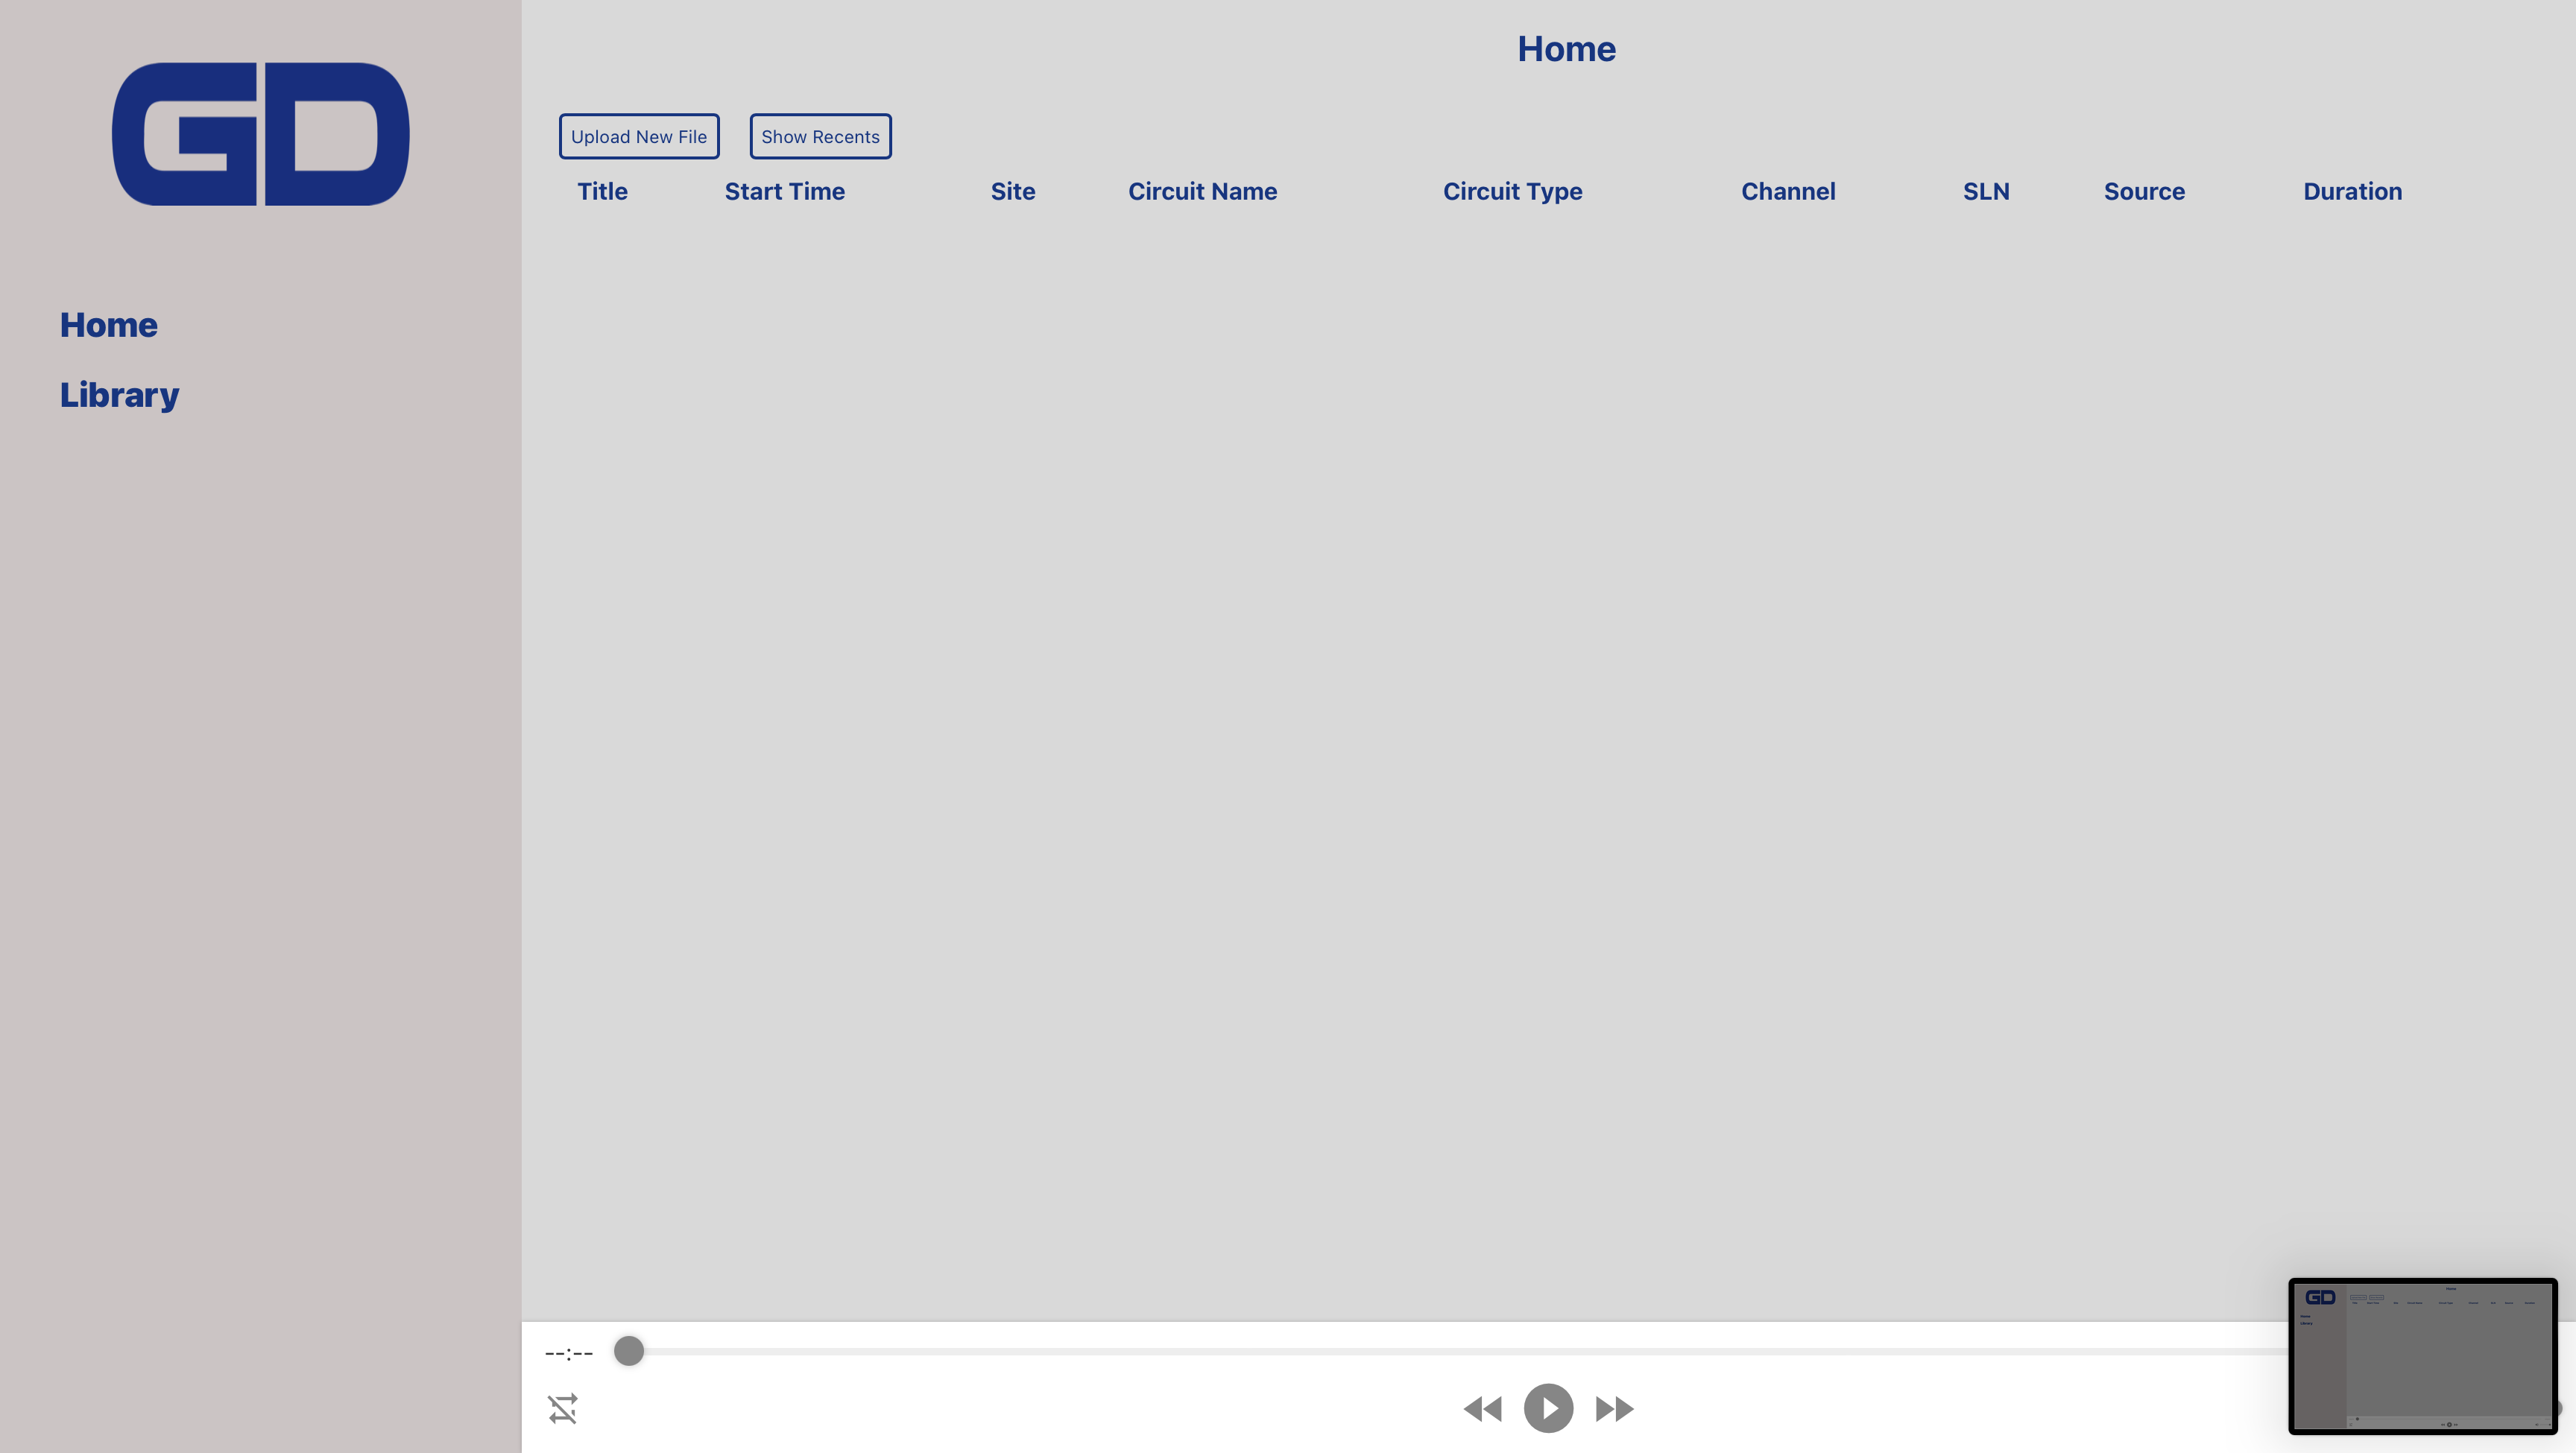 GD
Home
Library
Home
Upload New File Show Recents
Title Start Time Site Circuit Name Circuit Type Channel SLN Source Duration
--:--